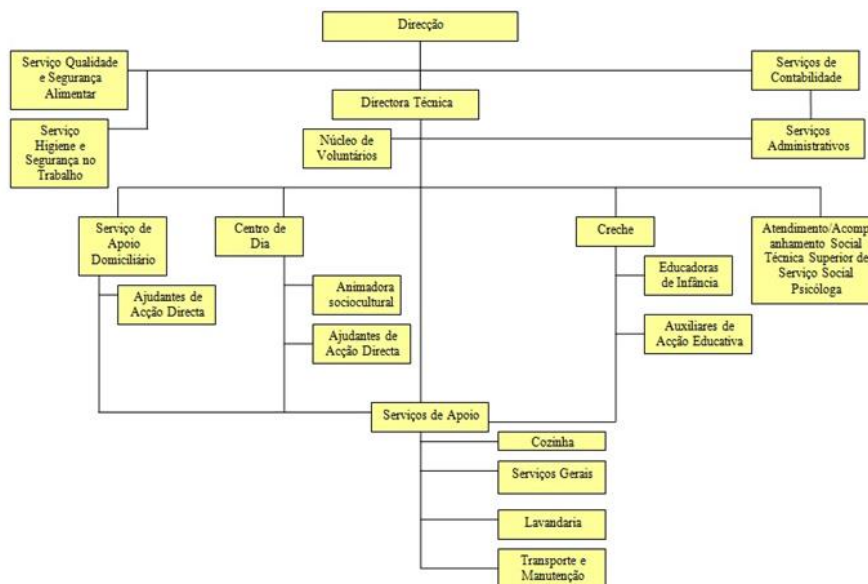 Direcção
Serviço Qualidade
e Segurança
Alimentar
Serviços de
Contabilidade
Directora Técnica
Serviço
Higiene e
Segurança no
Trabalho
Núcleo de
Voluntários
Serviços
Administrativos
Serviço de
Apoio
Domiciliário
Centro de
Dia
Creche
Atendimento/Acomp
anhamento Social
Técnica Superior de
Serviço Social
Psicóloga
Ajudantes de
Acção Directa
Animadora
sociocultural
Ajudantes de
Acção Directa
Educadoras
de Infância
Auxiliares de
Acção Educativa
Serviços de Apoio
Cozinha
Serviços Gerais
Lavandaria
Transporte e
Manutenção